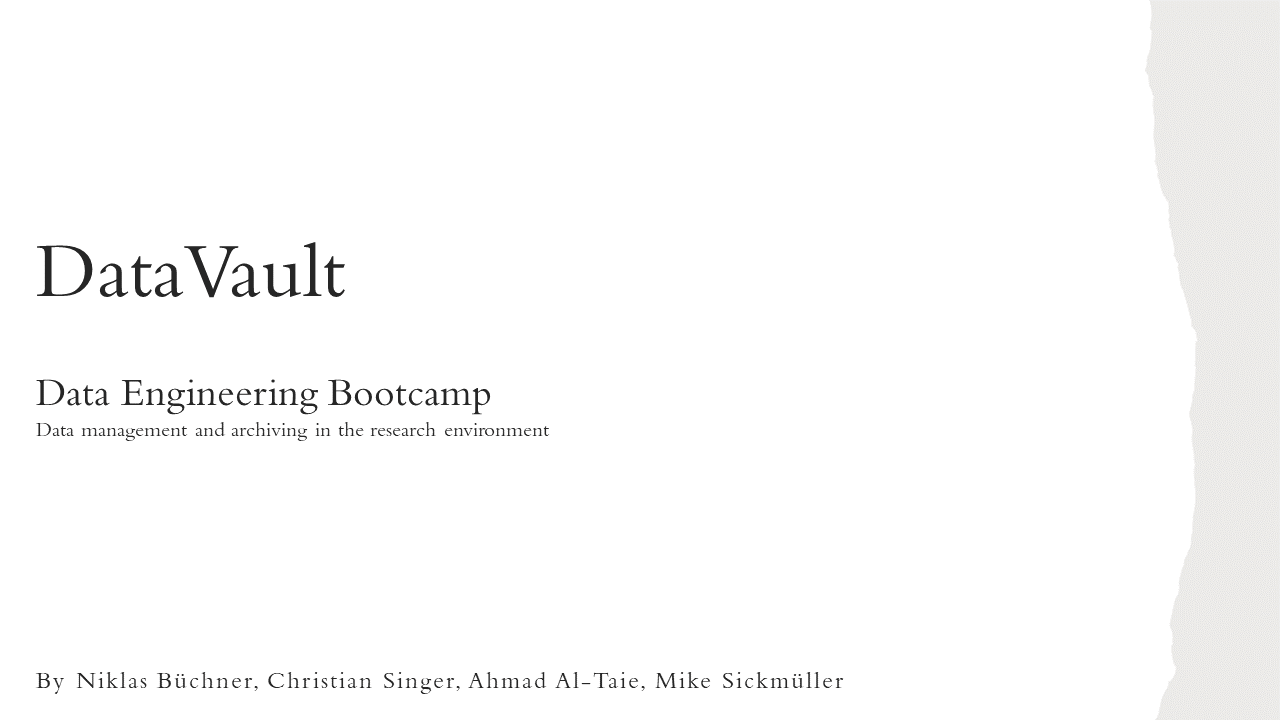 DataVault
Data Engineering Bootcamp
Data management and archiving in the research environment
By Niklas Büchner, Christian Singer, Ahmad Al-Taie, Mike Sickmüller